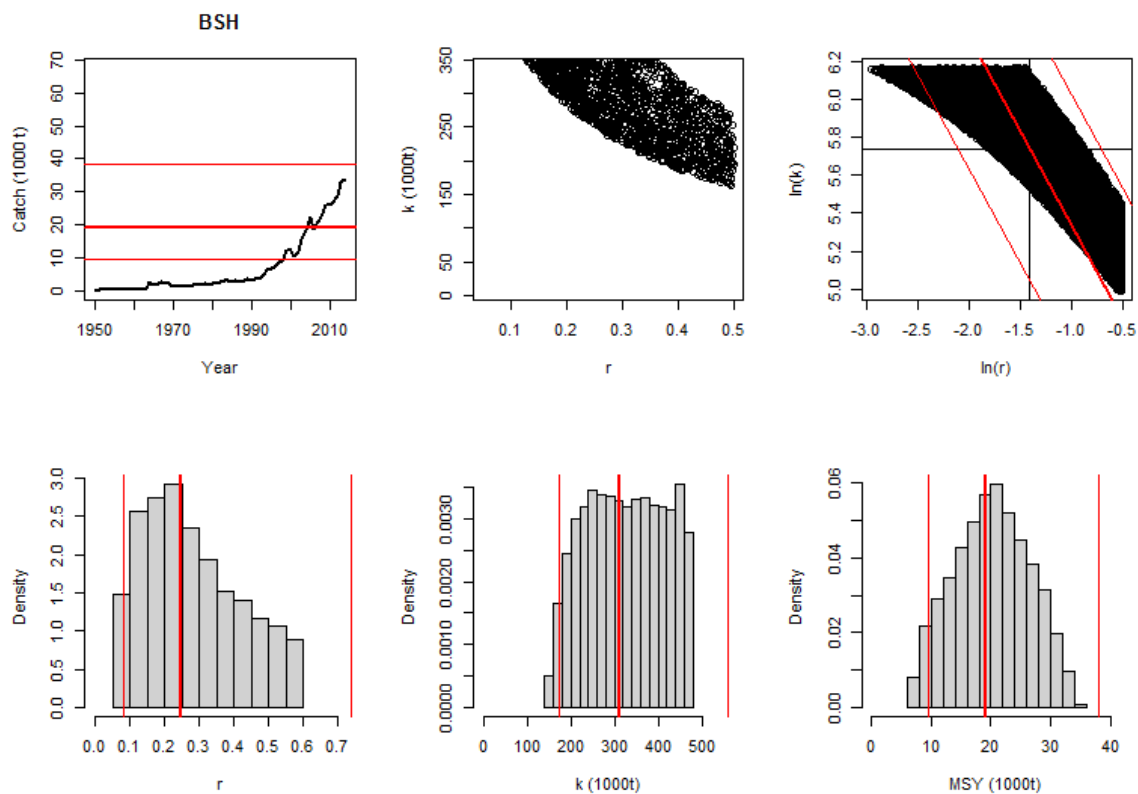 BSH
Catch (1000 t)
0 10 20 30 40 50 60 70
1950 1970 1990 2010
Year
k (1000t)
0 50 150 250 350
0.1 0.2 0.3 0.4 0.5
r
ln(k)
5.0 5.2 5.4 5.6 5.8 6.0 6.2
-3.0 -2.5 -2.0 -1.5 -1.0 -0.5
ln(r)
Density
0.0 0.5 1.0 1.5 2.0 2.5 3.0
0.0 0.1 0.2 0.3 0.4 0.5 0.6 0.7
r
Density
0.0000 0.0010 0.0020 0.0030
0 100 200 300 400 500
k (1000t)
Density
0.00 0.02 0.04 0.06
0 10 20 30 40
MSY (1000t)